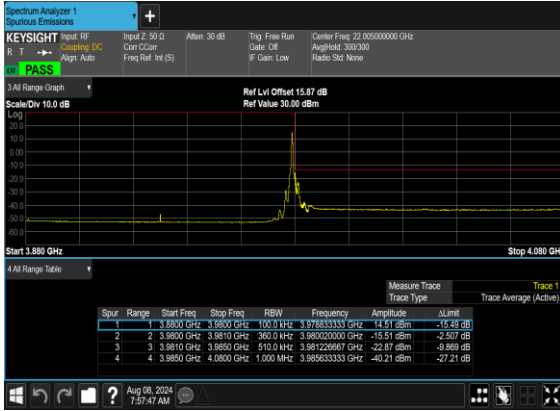 Spectrum Analyzer 1
Spurious Emissions
KEYSIGHT Input: RF Input Z: 50 Ω Atten: 30 dB Trig: Free Run Center Freq: 22.005000000 GHz
R T Coupling: DC Corr CCorr Gate: Off Avg|Hold: 300/300
Align: Auto Freq Ref: Int (S) IF Gain: Low Radio Std: None
PASS
3 All Range Graph
Ref Lvl Offset 15.87 dB
Scale/Div 10.0 dB Ref Value 30.00 dBm
Log
20.0
10.0
0.00
-10.0
-20.0
-30.0
-40.0
-50.0
-60.0
Start 3.880 GHz Stop 4.080 GH
4 All Range Table
Measure Trace Trace 1
Trace Type Trace Average (Active)
Spur Range Start Freq Stop Freq RBW Frequency Amplitude ΔLimit
1 1 3.8800 GHz 3.9800 GHz 100.0 kHz 3.978833333 GHz 14.51 dBm -15.49 dB
2 2 3.9800 GHz 3.9810 GHz 360.0 kHz 3.980020000 GHz -15.51 dBm -2.507 dB
3 3 3.9810 GHz 3.9850 GHz 510.0 kHz 3.981226667 GHz -22.87 dBm -9.869 dB
4 4 3.9850 GHz 4.0800 GHz 1.000 MHz 3.985633333 GHz -40.21 dBm -27.21 dB
?
Aug 08, 2024
7:57:47 AM